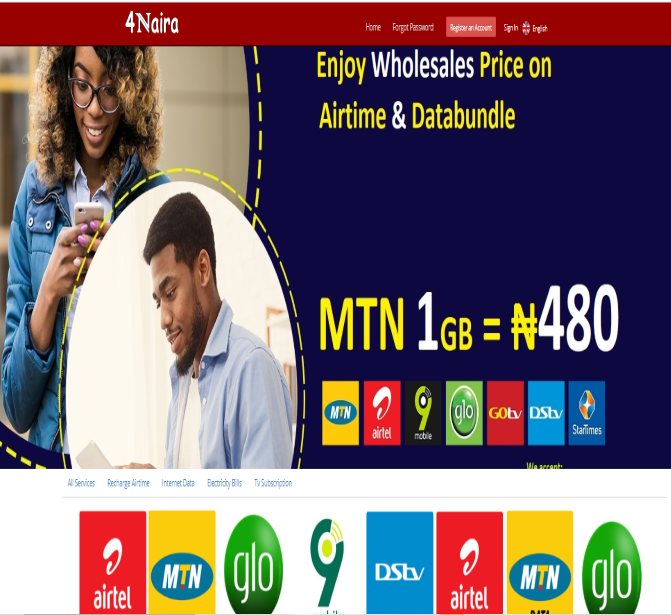 4Naira
Home Forgot Password Register an Account Sign In English
Enjoy Wholesales Price on
Airtime & Databundle
MTN 1GB = ₦480
MTN airtel 9mobile glo GOtv DStv StarTimes
We accept:
All Services Recharge Airtime Internet Data Electricity Bills Tv Subscription
airtel MTN glo 9 DStv airtel MTN glo